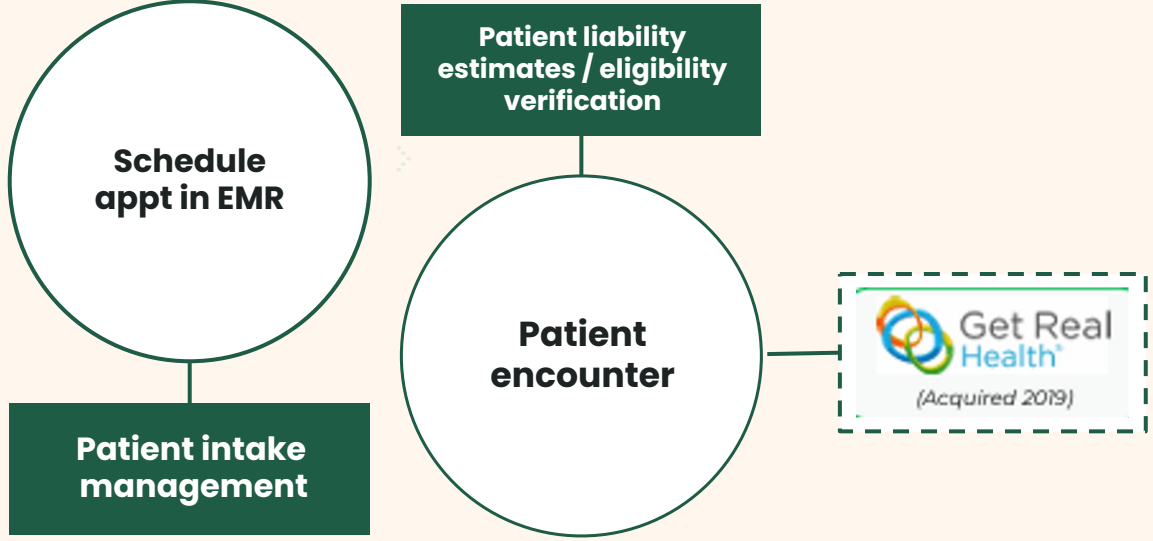 Schedule
appt in EMR
Patient intake
management
Patient liability
estimates / eligibility
verification
Patient
encounter
Get Real
Health®
(Acquired 2019)